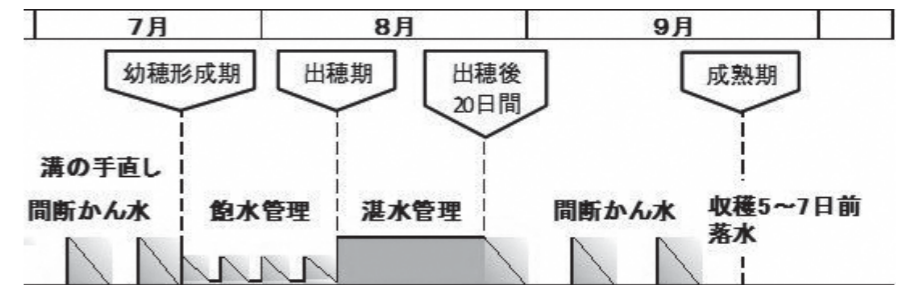 7月 8月 9月
幼穂形成期 出穂期 出穂後 成熟期
20日間
溝の手直し
間断かん水 飽水管理 湛水管理 間断かん水 収穫5～7日前
落水